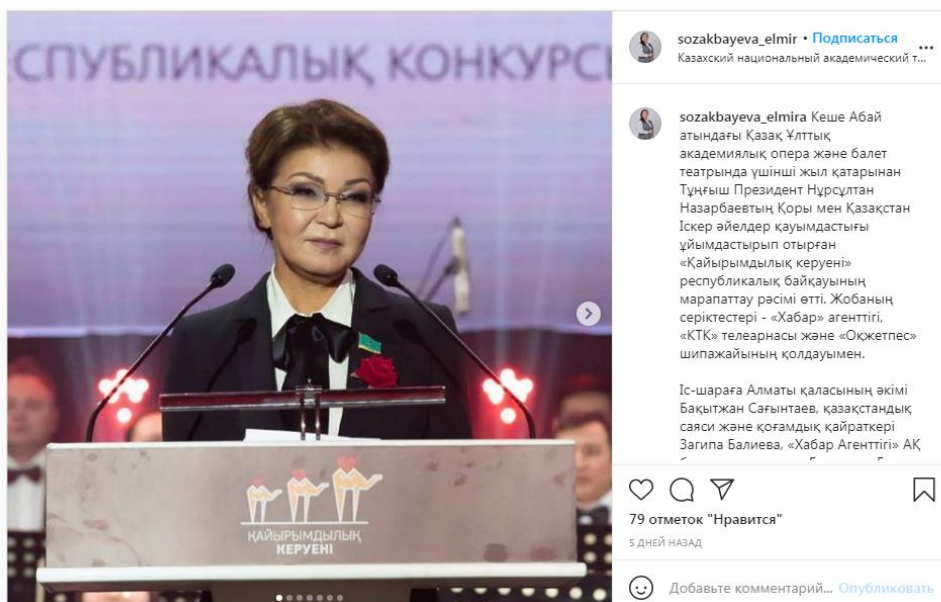 СПУБЛИКАЛЫҚ КОНКУРС
ҚАЙЫРЫМДЫЛЫҚ
КЕРУЕНІ
sozakbayeva_elmir • Подписаться
Казахский национальный академический т...
sozakbayeva_elmira Кеше Абай
атындағы Қазақ Ұлттық
академиялық опера және балет
театрында үшінші жыл қатарынан
Тұңғыш Президент Нұрсұлтан
Назарбаевтың Қоры мен Қазақстан
Іскер әйелдер қауымдастығы
ұйымдастырып отырған
«Қайырымдылық керуені»
республикалық байқауының
марапаттау рәсімі өтті. Жобаның
серіктестері - «Хабар» агенттігі,
«КТК» телеарнасы және «Оқжетпес»
шипажайының қолдауымен.
Іс-шараға Алматы қаласының әкімі
Бақытжан Сағынтаев, қазақстандық
саяси және қоғамдық қайраткері
Загипа Балиева, «Хабар Агенттігі» АҚ
79 отметок "Нравится"
5 ДНЕЙ НАЗАД
Добавьте комментарий... Опубликовать